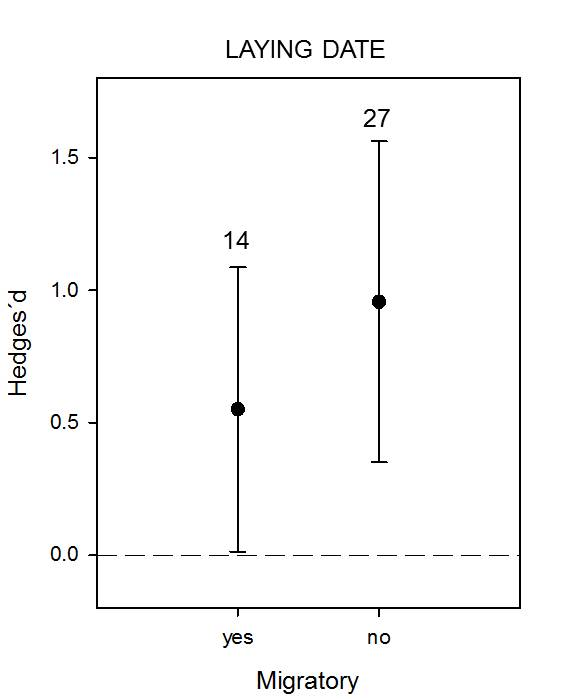 LAYING DATE
27
14
1.5
1.0
0.5
0.0
Hedges´d
yes no
Migratory